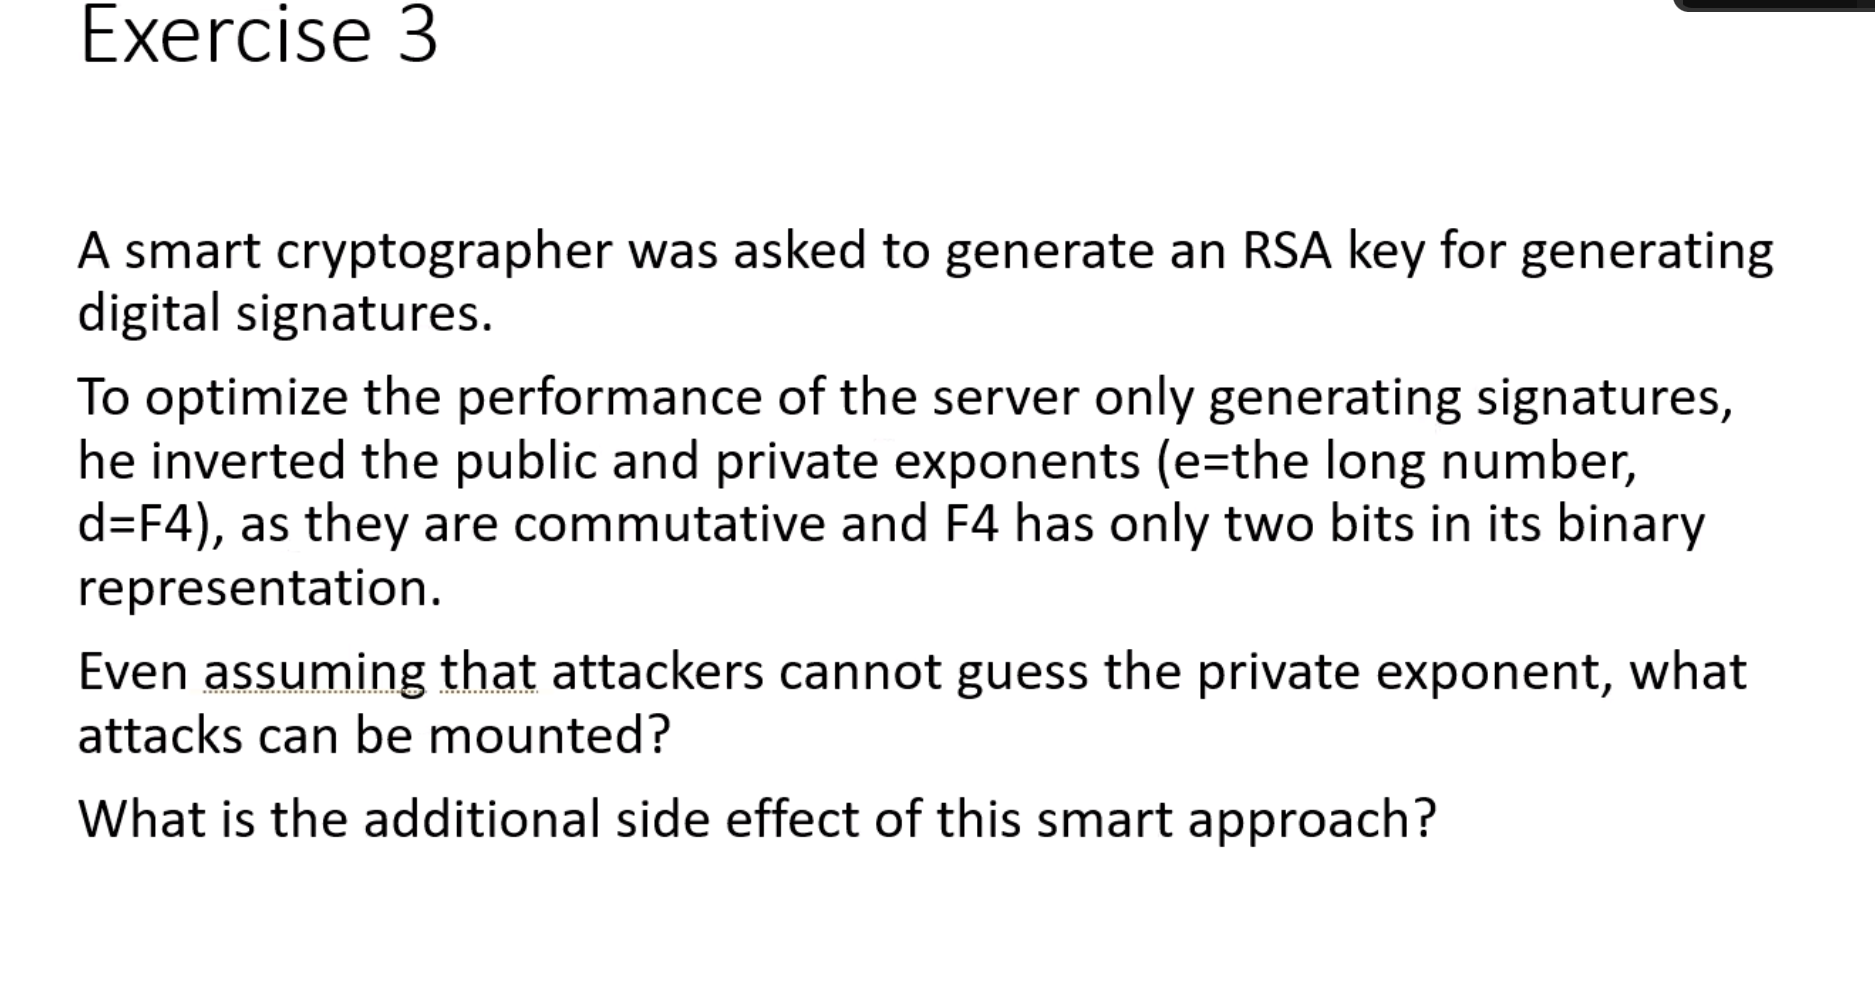 Exercise 3
A smart cryptographer was asked to generate an RSA key for generating
digital signatures.
To optimize the performance of the server only generating signatures,
he inverted the public and private exponents (e=the long number,
d=F4), as they are commutative and F4 has only two bits in its binary
representation.
Even assuming that attackers cannot guess the private exponent, what
attacks can be mounted?
What is the additional side effect of this smart approach?